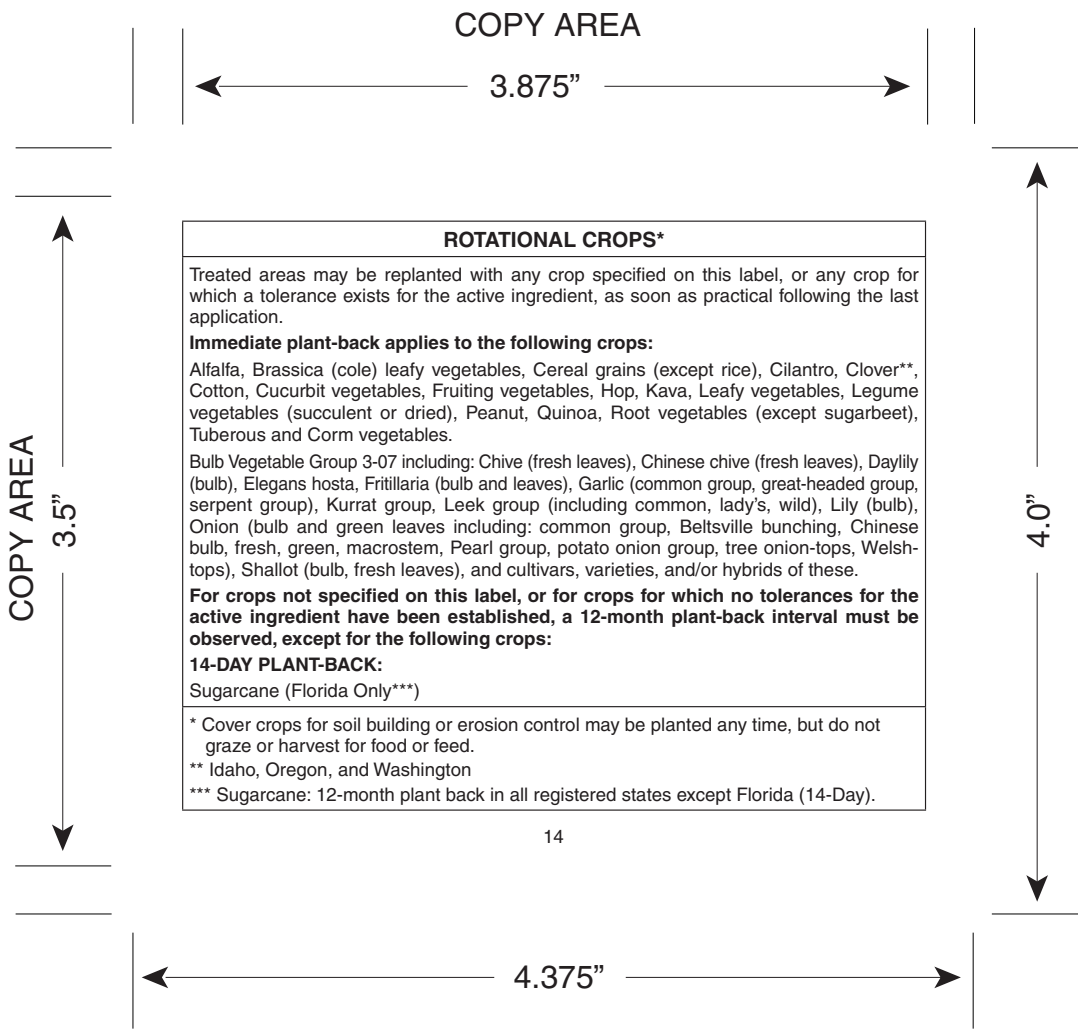 COPY AREA
3.875”
ROTATIONAL CROPS*
Treated areas may be replanted with any crop specified on this label, or any crop for
which a tolerance exists for the active ingredient, as soon as practical following the last
application.
Immediate plant-back applies to the following crops:
Alfalfa, Brassica (cole) leafy vegetables, Cereal grains (except rice), Cilantro, Clover**,
Cotton, Cucurbit vegetables, Fruiting vegetables, Hop, Kava, Leafy vegetables, Legume
vegetables (succulent or dried), Peanut, Quinoa, Root vegetables (except sugarbeet),
Tuberous and Corm vegetables.
Bulb Vegetable Group 3-07 including: Chive (fresh leaves), Chinese chive (fresh leaves), Daylily
(bulb), Elegans hosta, Fritillaria (bulb and leaves), Garlic (common group, great-headed group,
serpent group), Kurrat group, Leek group (including common, lady’s, wild), Lily (bulb),
Onion (bulb and green leaves including: common group, Beltsville bunching, Chinese
bulb, fresh, green, macrostem, Pearl group, potato onion group, tree onion-tops, Welsh-
tops), Shallot (bulb, fresh leaves), and cultivars, varieties, and/or hybrids of these.
For crops not specified on this label, or for crops for which no tolerances for the
active ingredient have been established, a 12-month plant-back interval must be
observed, except for the following crops:
14-DAY PLANT-BACK:
Sugarcane (Florida Only***)
* Cover crops for soil building or erosion control may be planted any time, but do not
graze or harvest for food or feed.
** Idaho, Oregon, and Washington
*** Sugarcane: 12-month plant back in all registered states except Florida (14-Day).
14
COPY AREA
3.5”
4.0”
4.375”